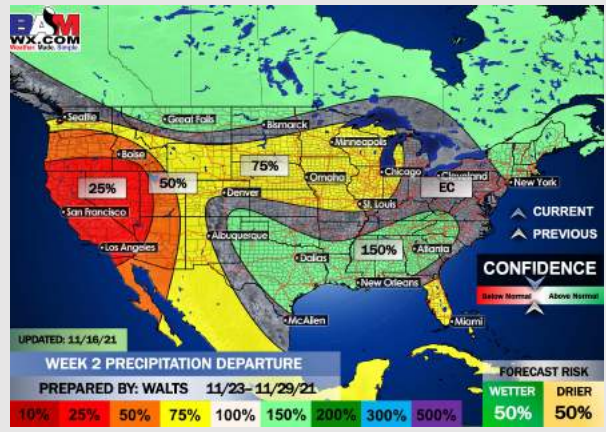 BAM
WX.COM
Weather. Made. Simple.
Seattle
Great Falls
Bismarck
Minneapolis
Boise
75%
Chicago
Cleveland
25%
50%
Omaha
EC
New York
Denver
St. Louis
San Francisco
CURRENT
PREVIOUS
Los Angeles
Albuquerque
150%
Atlanta
Dallas
CONFIDENCE
New Orleans
Below Normal
Above Normal
McAllen
Miami
UPDATED: 11/16/21
WEEK 2 PRECIPITATION DEPARTURE
FORECAST RISK
PREPARED BY: WALTS 11/23-11/29/21
WETTER
DRIER
50%
50%
10% 25% 50% 75% 100% 150% 200% 300% 500%